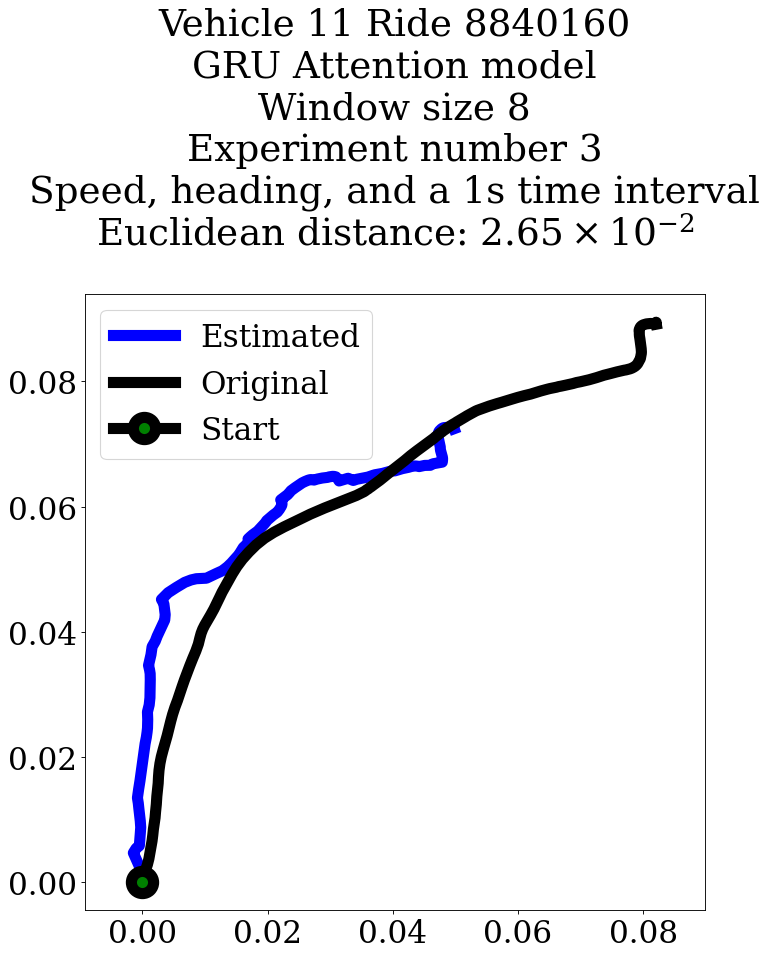 Vehicle 11 Ride 8840160
GRU Attention model
Window size 8
Experiment number 3
Speed, heading, and a 1s time interval
Euclidean distance: 2.65 × 10⁻²
Estimated
Original
Start
0.08
0.06
0.04
0.02
0.00
0.00 0.02 0.04 0.06 0.08